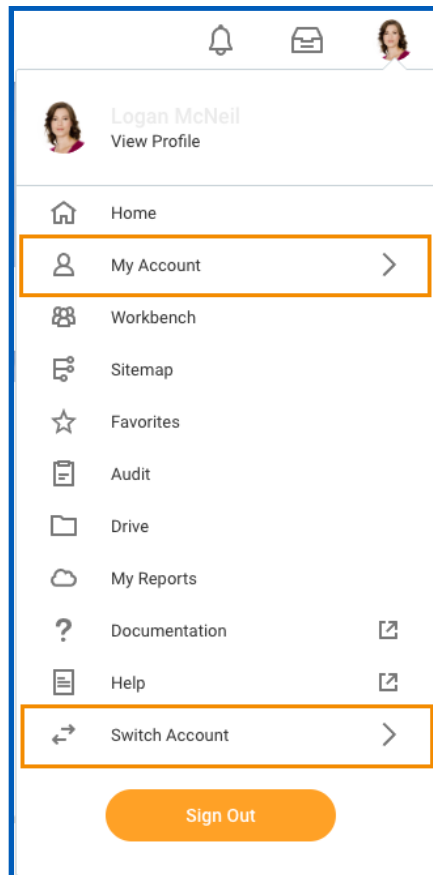 Logan McNeil
View Profile
Home
My Account
Workbench
Sitemap
Favorites
Audit
Drive
My Reports
Documentation
Help
Switch Account
Sign Out